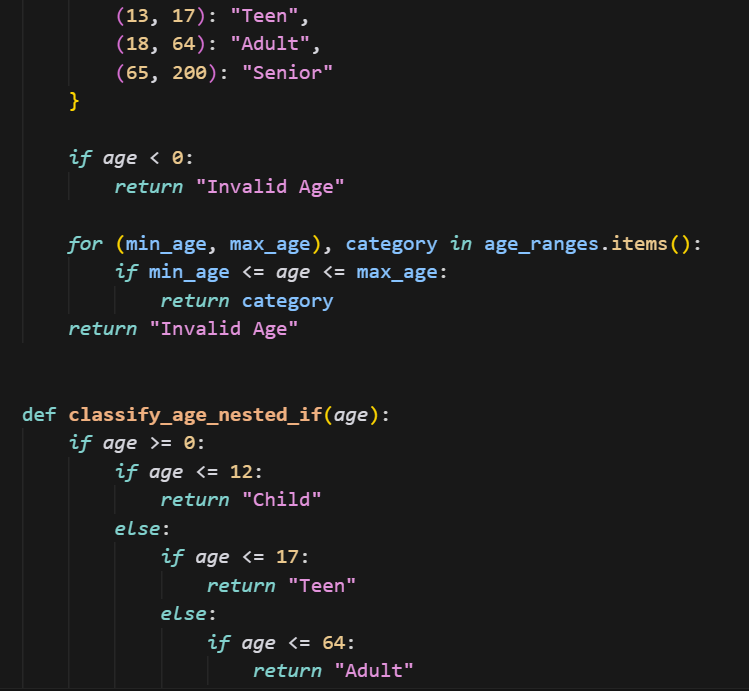 (13, 17): "Teen",
        (18, 64): "Adult",
        (65, 200): "Senior"
    }

    if age < 0:
        return "Invalid Age"

    for (min_age, max_age), category in age_ranges.items():
        if min_age <= age <= max_age:
            return category
    return "Invalid Age"


def classify_age_nested_if(age):
    if age >= 0:
        if age <= 12:
            return "Child"
        else:
            if age <= 17:
                return "Teen"
            else:
                if age <= 64:
                    return "Adult"